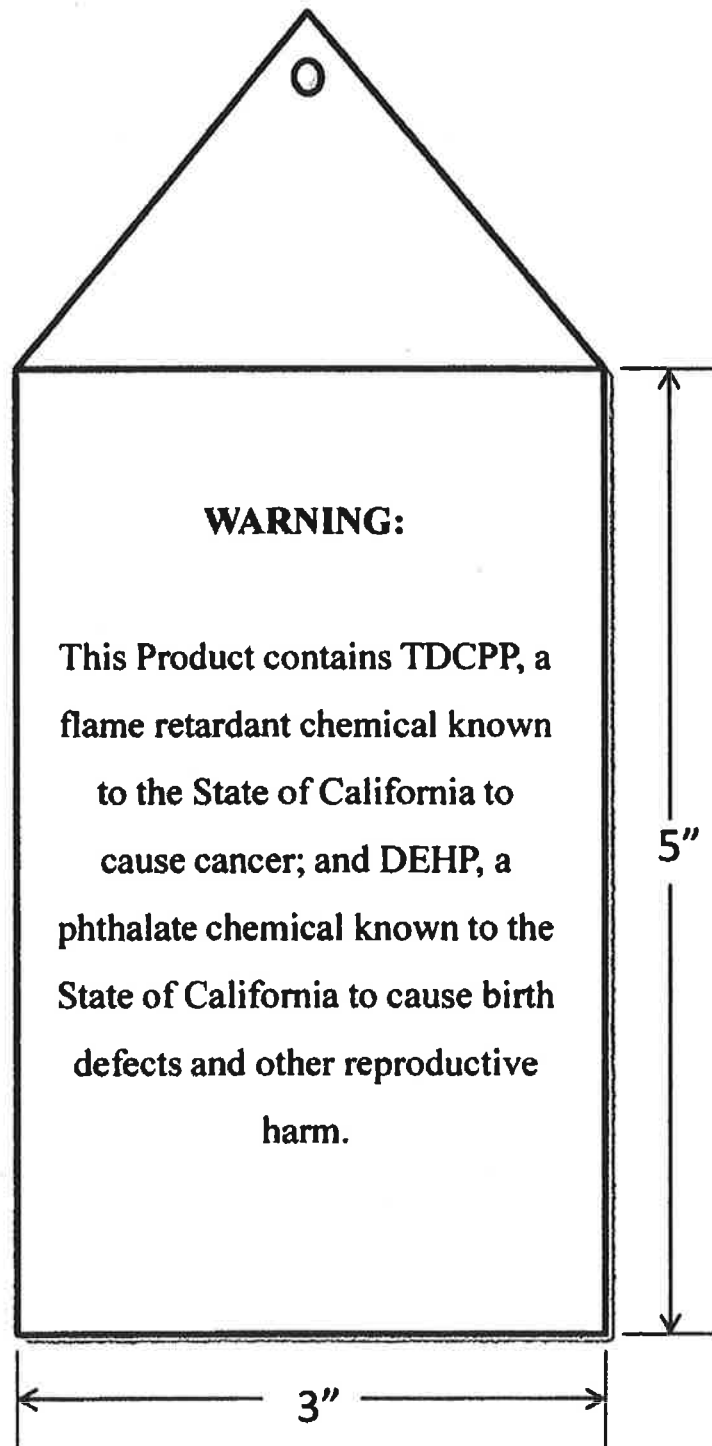 WARNING:
This Product contains TDCPP, a
flame retardant chemical known
to the State of California to
cause cancer; and DEHP, a
phthalate chemical known to the
State of California to cause birth
defects and other reproductive
harm.
5"
3"